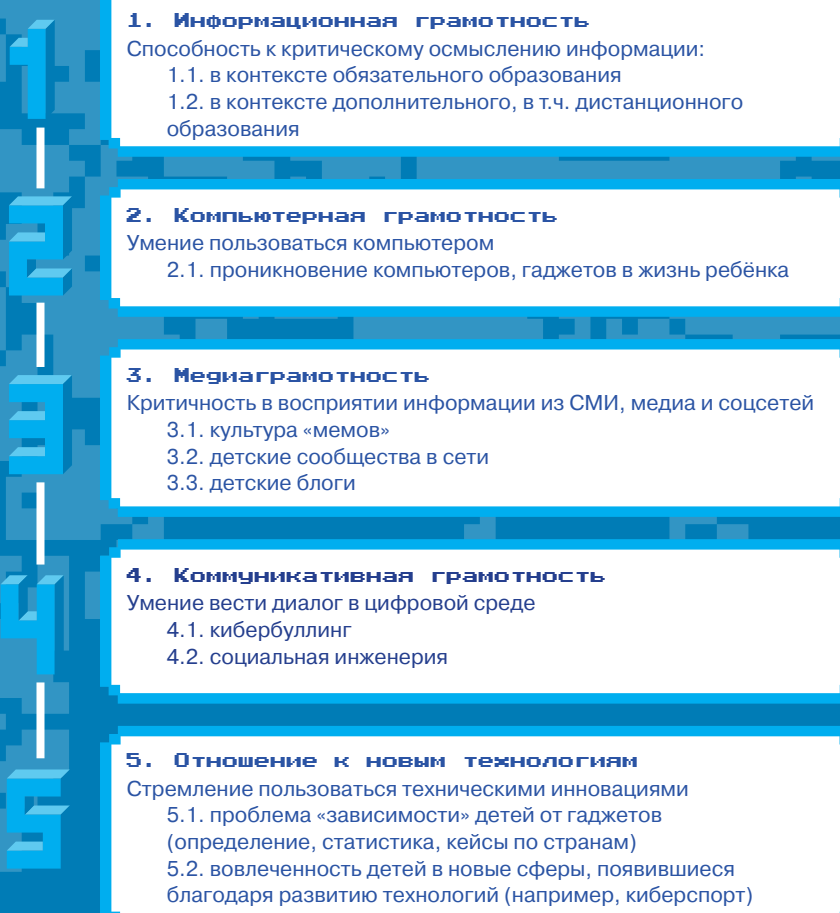 1
1. Информационная грамотность
Способность к критическому осмыслению информации:
1.1. в контексте обязательного образования
1.2. в контексте дополнительного, в т.ч. дистанционного
образования
2
2. Компьютерная грамотность
Умение пользоваться компьютером
2.1. проникновение компьютеров, гаджетов в жизнь ребёнка
3
3. Медиаграмотность
Критичность в восприятии информации из СМИ, медиа и соцсетей
3.1. культура «мемов»
3.2. детские сообщества в сети
3.3. детские блоги
4
4. Коммуникативная грамотность
Умение вести диалог в цифровой среде
4.1. кибербуллинг
4.2. социальная инженерия
5
5. Отношение к новым технологиям
Стремление пользоваться техническими инновациями
5.1. проблема «зависимости» детей от гаджетов
(определение, статистика, кейсы по странам)
5.2. вовлеченность детей в новые сферы, появившиеся
благодаря развитию технологий (например, киберспорт)